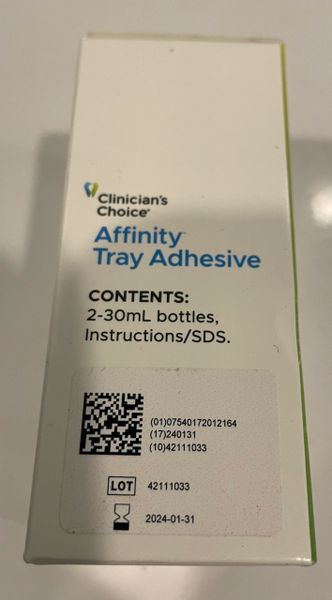 Clinician's
Choice®
Affinity™
Tray Adhesive
CONTENTS:
2-30mL bottles,
Instructions/SDS.
(01)07540172012164
(17)240131
(10)42111033
LOT 42111033
2024-01-31